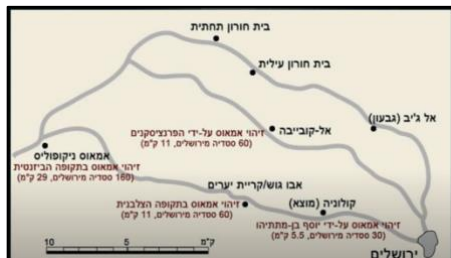 בית חורון תחתית
בית חורון עילית
אל ג'יב (גבעון)
אל-קובייבה
זיהוי אמאוס על-ידי הפרנציסקנים
(60 סטדיה מירושלים, 11 ק"מ)
אמאוס ניקופוליס
זיהוי אמאוס בתקופה הביזנטית
(160 סטדיה מירושלים, 29 ק"מ)
אבו גוש/קריית יערים
זיהוי אמאוס בתקופה הצלבנית
(60 סטדיה מירושלים, 11 ק"מ)
קולוניה (מוצא)
זיהוי אמאוס על-ידי יוסף בן-מתתיהו
(30 סטדיה מירושלים, 5.5 ק"מ)
ירושלים
10 5 0 ק"מ